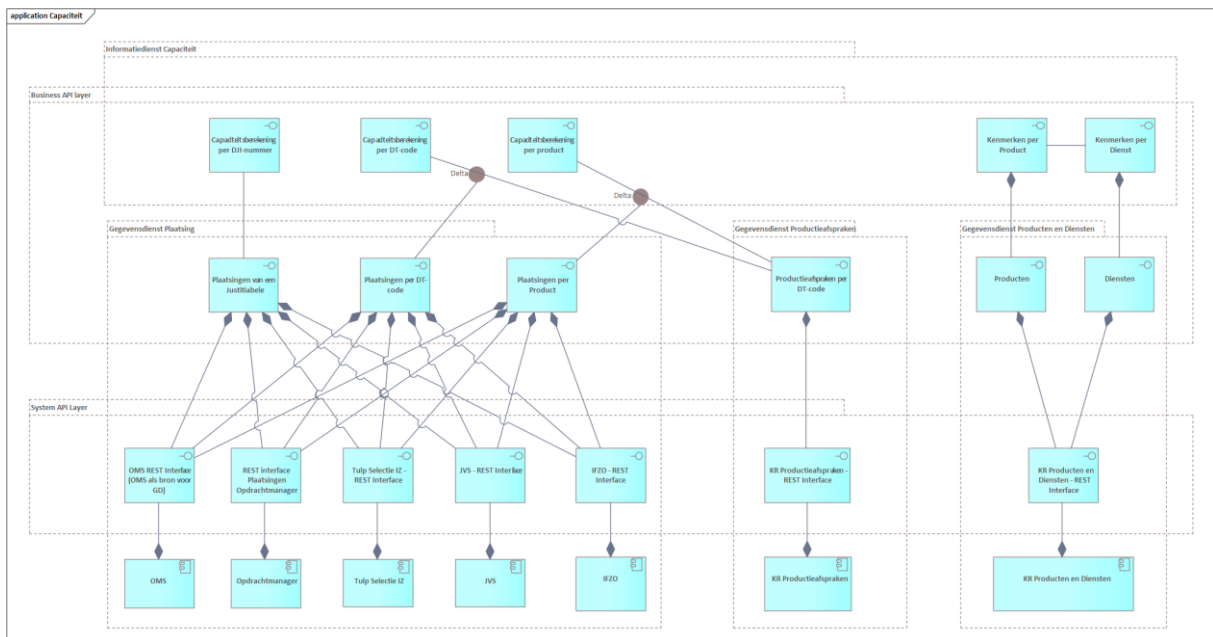 application Capaciteit
Informatiedienst Capaciteit
Business API layer
Capaciteitsberekening
per DJI-nummer
Capaciteitsberekening
per DT-code
Capaciteitsberekening
per product
Kenmerken per
Product
Kenmerken per
Dienst
Delta
Delta
Gegevensdienst Plaatsing
Gegevensdienst Productieafspraken
Gegevensdienst Producten en Diensten
Plaatsingen van een
Justitiabele
Plaatsingen per DT-
code
Plaatsingen per
Product
Productieafspraken per
DT-code
Producten
Diensten
System API Layer
OMS REST Interface
(OMS als bron voor
GD)
REST interface
Plaatsingen
Opdrachtmanager
Tulp Selectie IZ -
REST Interface
JVS - REST Interface
IFZO - REST
Interface
KR Productieafspraken -
REST Interface
KR Producten en
Diensten - REST
Interface
OMS
Opdrachtmanager
Tulp Selectie IZ
JVS
IFZO
KR Productieafspraken
KR Producten en Diensten